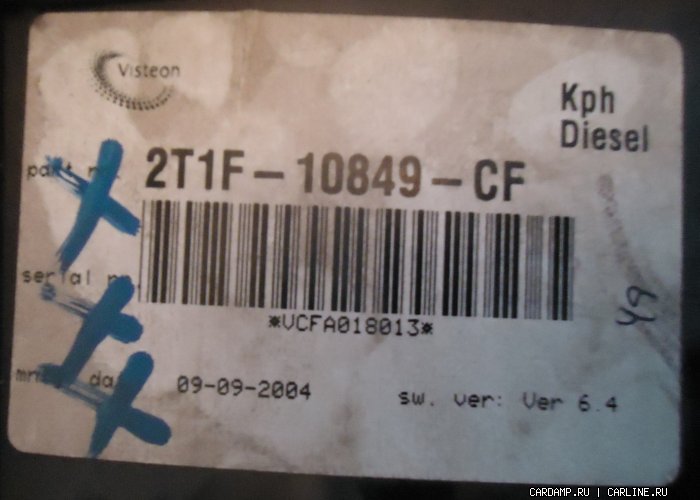 Visteon
Kph
Diesel
2T1F-10849-CF
serial
*VCFA018013*
09-09-2004
sw. ver: Ver 6.4
CARDAMP.RU | CARLINE.RU